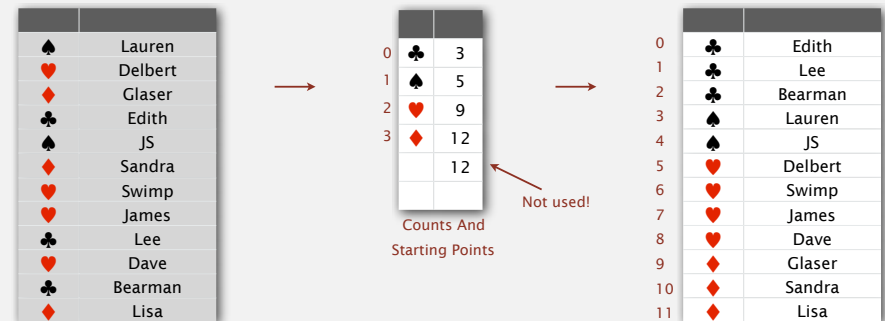 ♠ Lauren
♥ Delbert
♦ Glaser
♣ Edith
♠ JS
♦ Sandra
♥ Swimp
♥ James
♣ Lee
♥ Dave
♣ Bearman
♦ Lisa
0 ♣ 3
1 ♠ 5
2 ♥ 9
3 ♦ 12
12
Not used!
Counts And
Starting Points
0 ♣ Edith
1 ♣ Lee
2 ♣ Bearman
3 ♠ Lauren
4 ♠ JS
5 ♥ Delbert
6 ♥ Swimp
7 ♥ James
8 ♥ Dave
9 ♦ Glaser
10 ♦ Sandra
11 ♦ Lisa